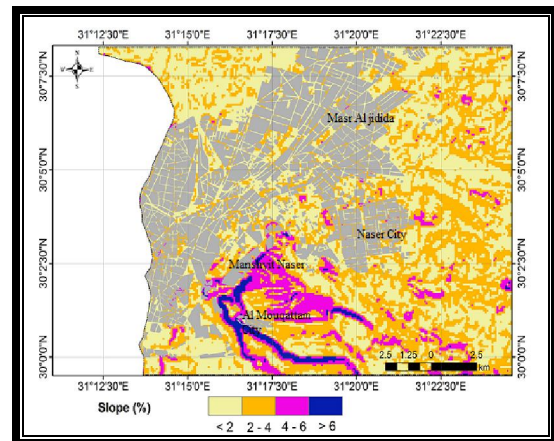 31°12'30"E 31°15'0"E 31°17'30"E 31°20'0"E 31°22'30"E
30°7'30"N 30°7'30"N
N
W E
S
Masr Al jidida
30°5'0"N 30°5'0"N
Naser City
30°2'30"N 30°2'30"N
Manshyit Naser
Al Mouqattam
City
2.5 1.25 0 2.5
km
30°0'0"N 30°0'0"N
31°12'30"E 31°15'0"E 31°17'30"E 31°20'0"E 31°22'30"E
Slope (%)
< 2 2 - 4 4 - 6 > 6